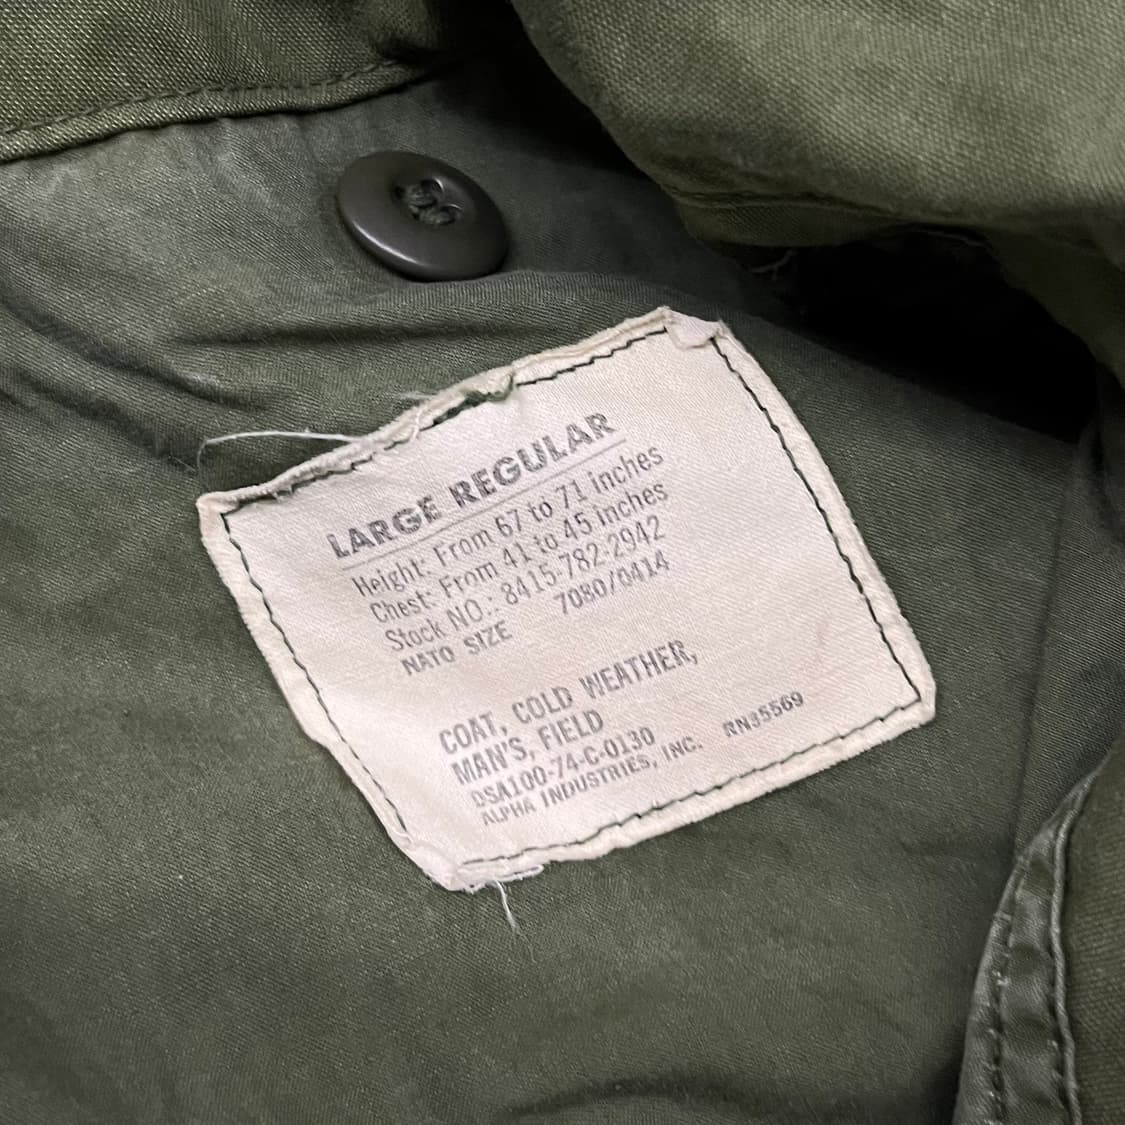 LARGE REGULAR
Height: From 67 to 71 inches
Chest: From 41 to 45 inches
Stock NO.: 8415-782-2942
NATO SIZE 7080/0414
COAT, COLD WEATHER,
MAN'S, FIELD
DSA100-74-C-0130
ALPHA INDUSTRIES, INC. RN35569